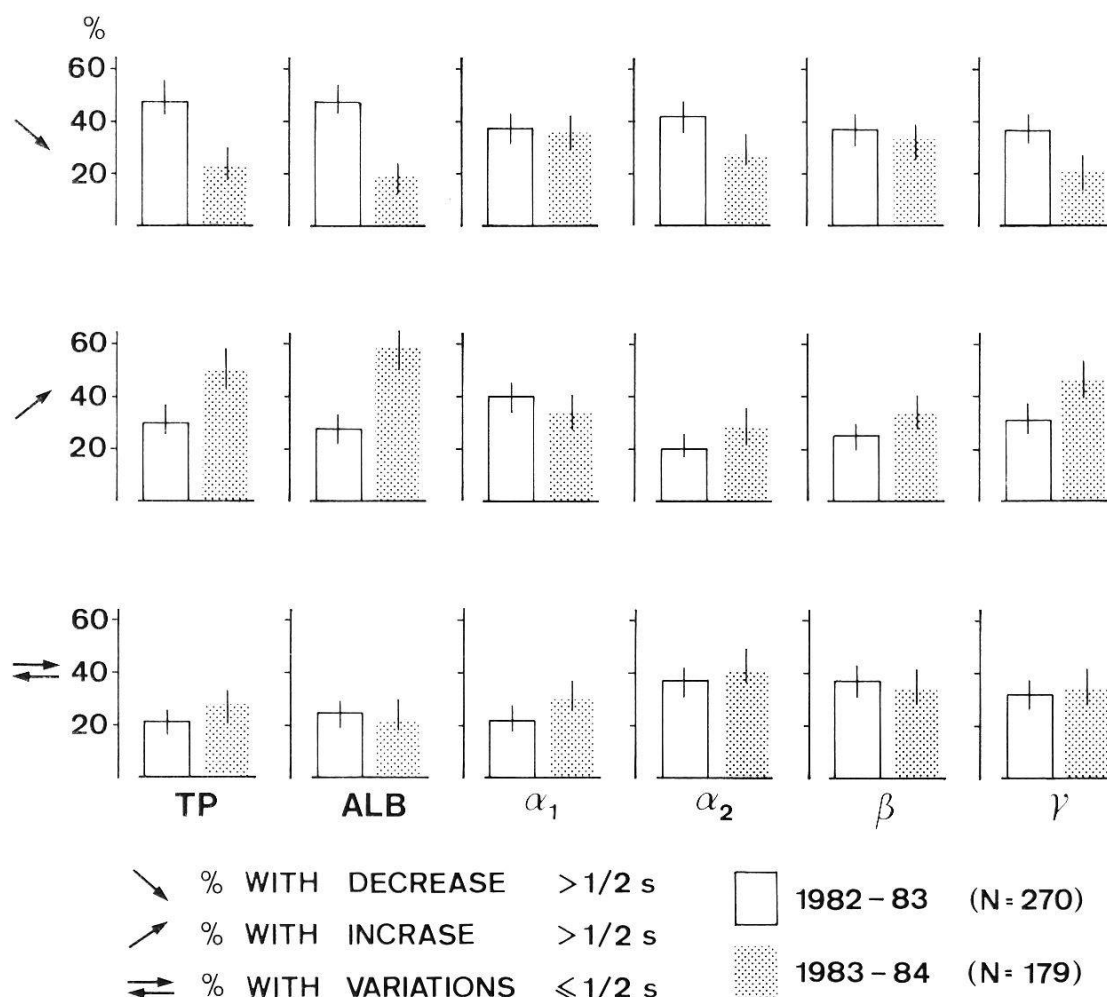 %
60
40
20
60
40
20
60
40
20
TP ALB α₁ α₂ β γ
↘ % WITH DECREASE > 1/2 s
↗ % WITH INCRASE > 1/2 s
⇄ % WITH VARIATIONS ⩽ 1/2 s
1982 – 83 (N = 270)
1983 – 84 (N = 179)